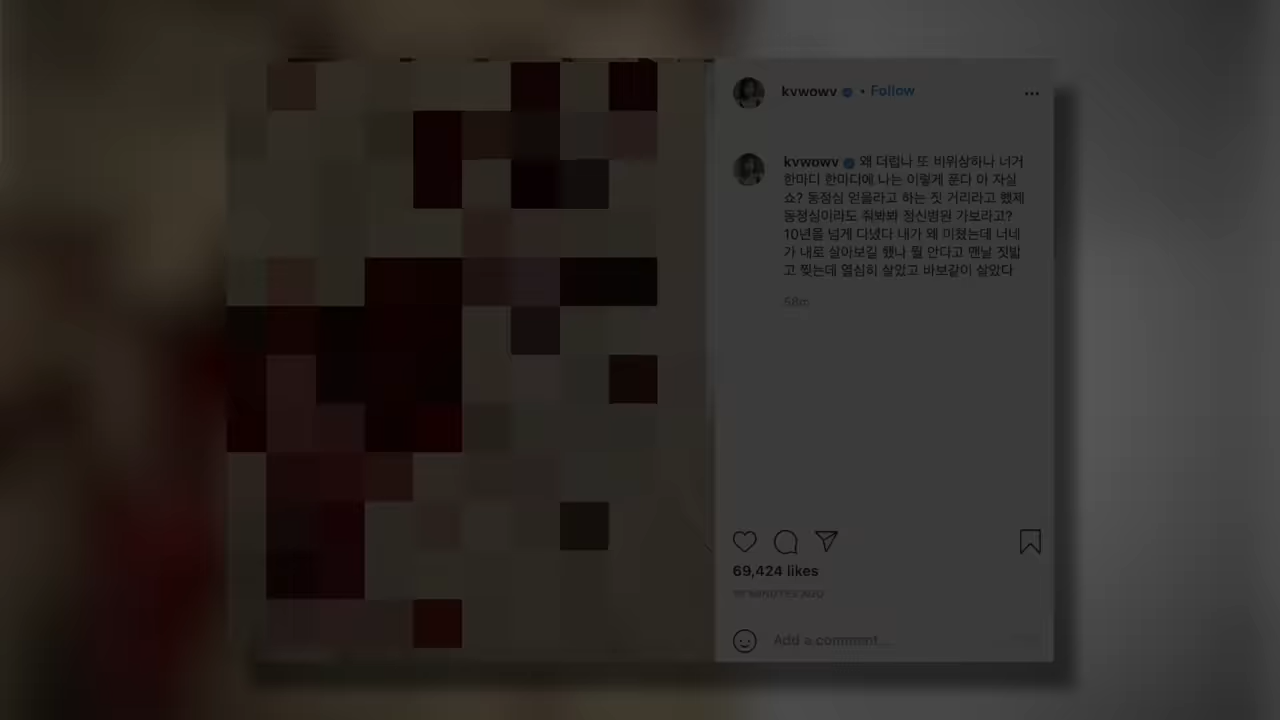 kvwowv • Follow
kvwowv 왜 더럽나 또 바위상하나 너거
한마디 한마디에 나는 이렇게 푼다 아 자실
쇼? 동정심 얻을라고 하는 짓 거리라고 했제
동정심이라도 줘봐봐 정신병원 가보라고?
10년을 넘게 다녔다 내가 왜 미쳤는데 너네
가 내로 살아보길 했나 뭘 안다고 맨날 짓밟
고 찢는데 열심히 살았고 바보같이 살았다
58m
69,424 likes
MINUTES AGO
Add a comment...